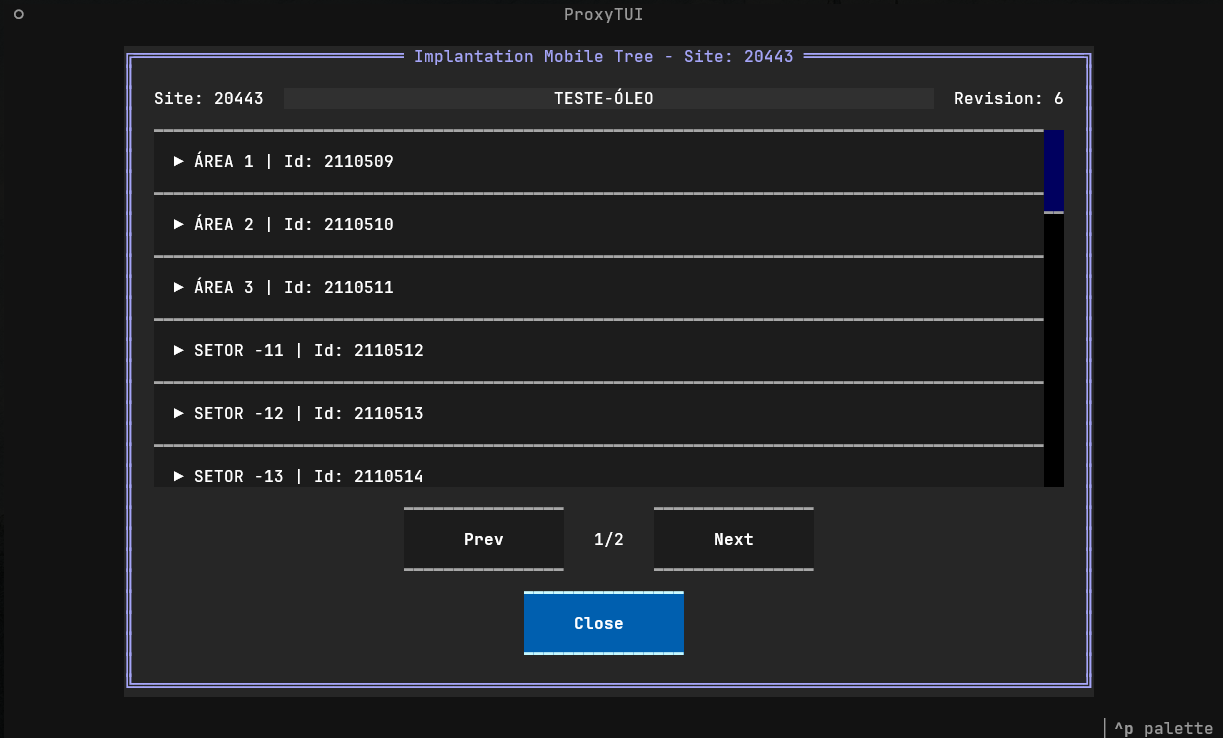 ProxyTUI
Implantation Mobile Tree - Site: 20443
Site: 20443 TESTE-ÓLEO Revision: 6
▶ ÁREA 1 | Id: 2110509
▶ ÁREA 2 | Id: 2110510
▶ ÁREA 3 | Id: 2110511
▶ SETOR -11 | Id: 2110512
▶ SETOR -12 | Id: 2110513
▶ SETOR -13 | Id: 2110514
Prev 1/2 Next
Close
^p palette